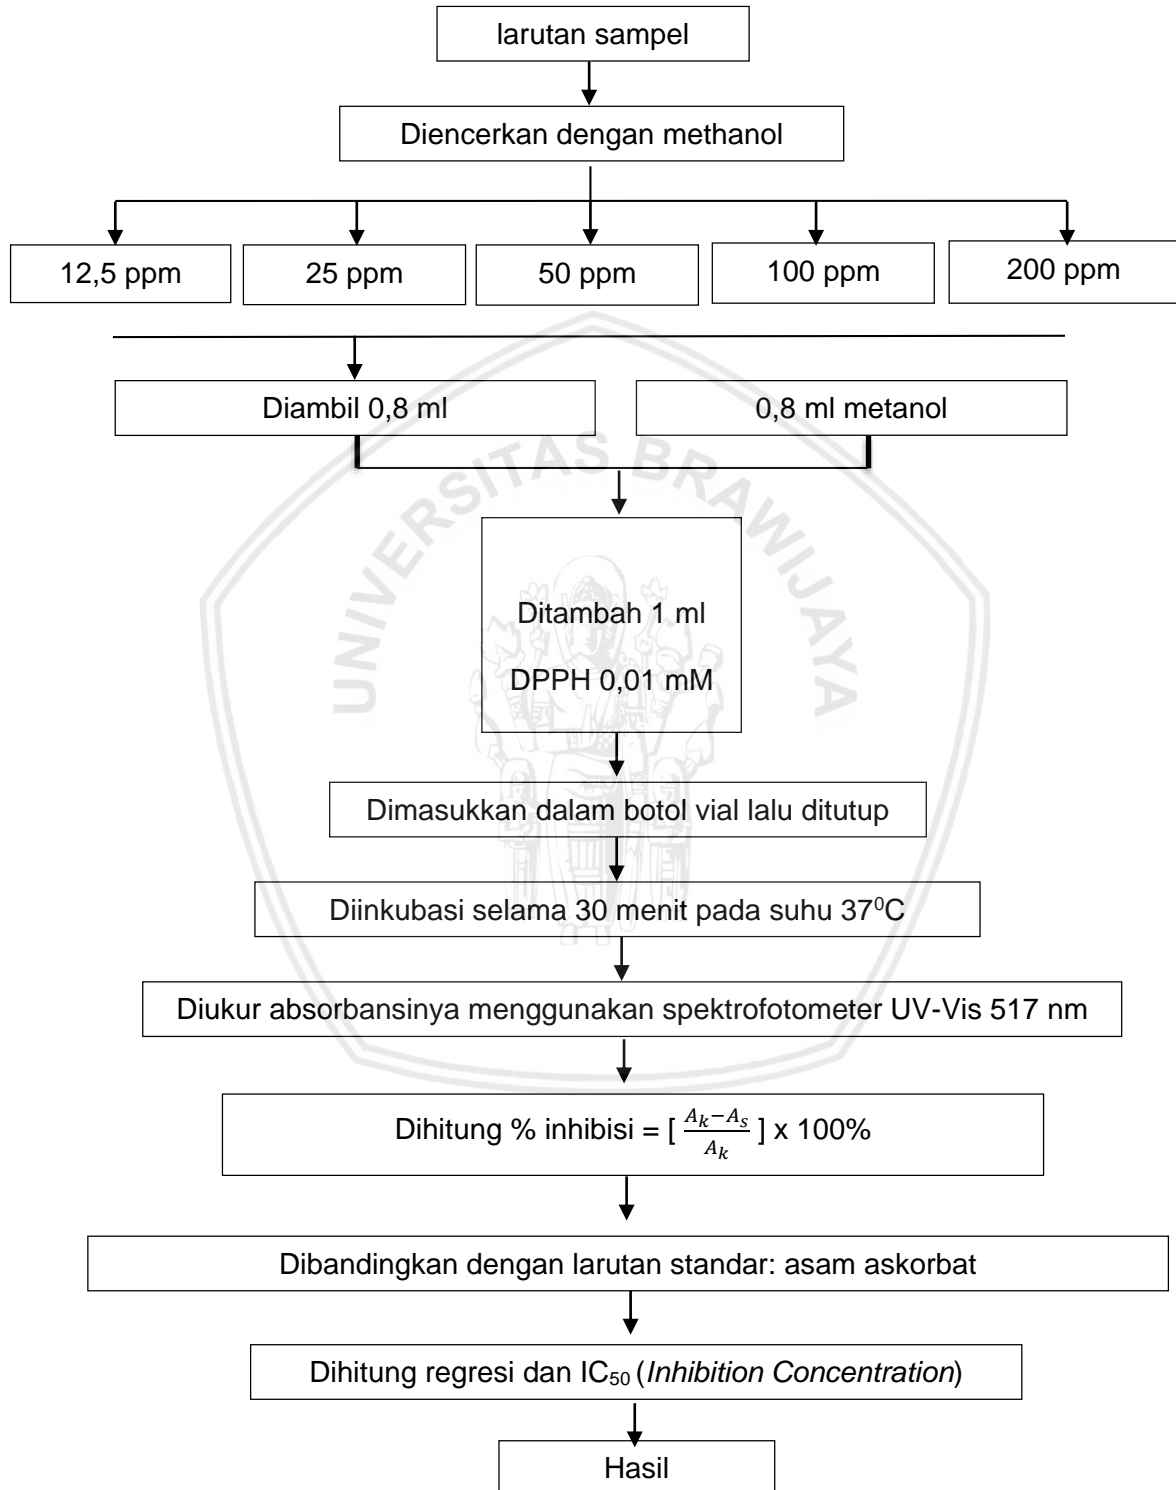 larutan sampel
Diencerkan dengan methanol
12,5 ppm
25 ppm
50 ppm
100 ppm
200 ppm
Diambil 0,8 ml
0,8 ml metanol
UNIVERSITAS BRAWIJAYA
Ditambah 1 ml
DPPH 0,01 mM
Dimasukkan dalam botol vial lalu ditutup
Diinkubasi selama 30 menit pada suhu 37⁰C
Diukur absorbansinya menggunakan spektrofotometer UV-Vis 517 nm
Dihitung % inhibisi = [ $\frac{A_k-A_s}{A_k}$ ] x 100%
Dibandingkan dengan larutan standar: asam askorbat
Dihitung regresi dan IC₅₀ (Inhibition Concentration)
Hasil